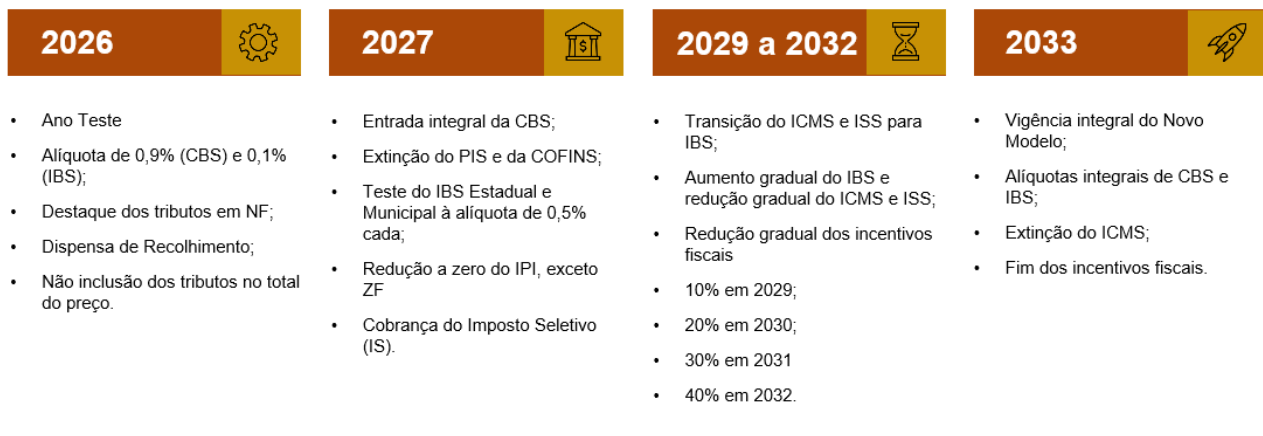 2026
• Ano Teste
• Alíquota de 0,9% (CBS) e 0,1%
(IBS);
• Destaque dos tributos em NF;
• Dispensa de Recolhimento;
• Não inclusão dos tributos no total
do preço.
2027
$
• Entrada integral da CBS;
• Extinção do PIS e da COFINS;
• Teste do IBS Estadual e
Municipal à alíquota de 0,5%
cada;
• Redução a zero do IPI, exceto
ZF
• Cobrança do Imposto Seletivo
(IS).
2029 a 2032
• Transição do ICMS e ISS para
IBS;
• Aumento gradual do IBS e
redução gradual do ICMS e ISS;
• Redução gradual dos incentivos
fiscais
• 10% em 2029;
• 20% em 2030;
• 30% em 2031
• 40% em 2032.
2033
• Vigência integral do Novo
Modelo;
• Alíquotas integrais de CBS e
IBS;
• Extinção do ICMS;
• Fim dos incentivos fiscais.